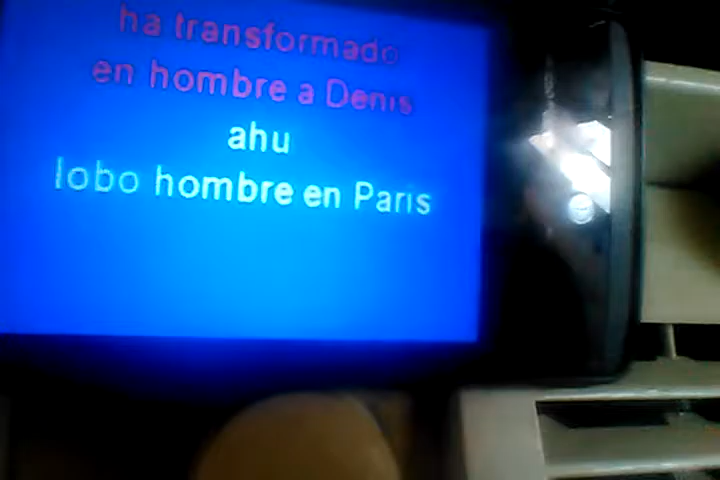 ha transformado
en hombre a Denis
ahu
lobo hombre en Paris